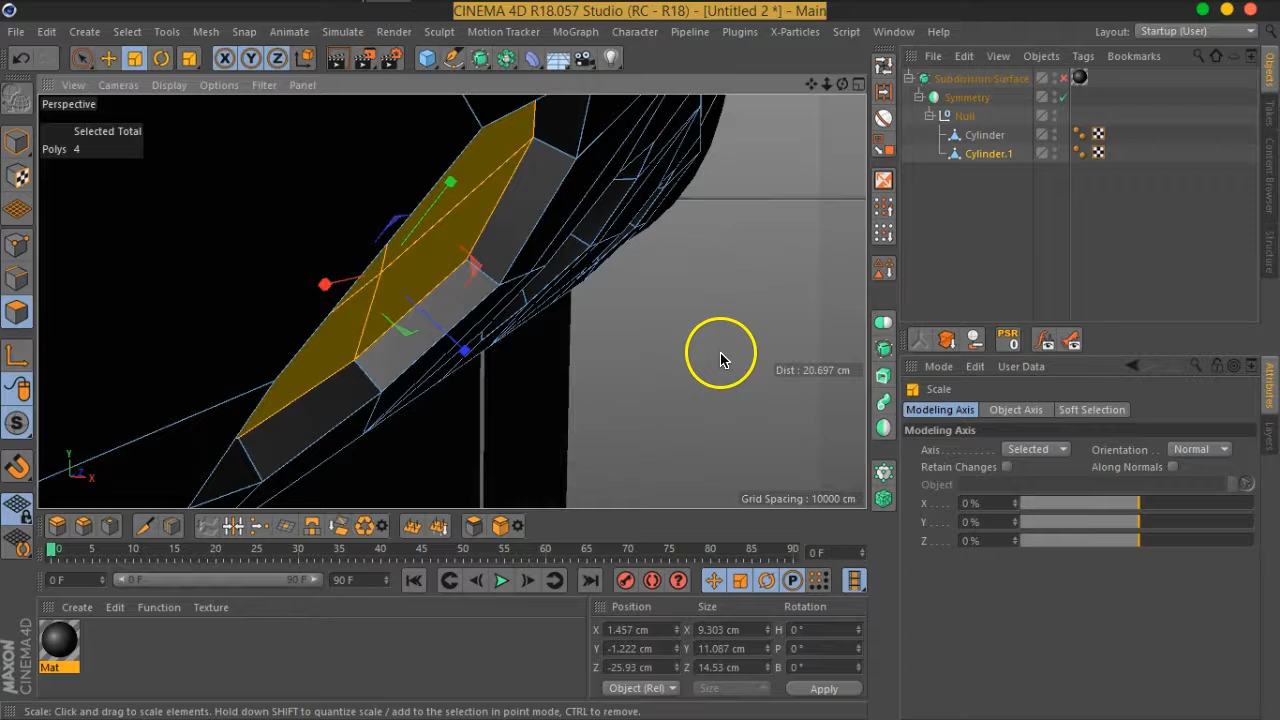 CINEMA 4D R18.057 Studio (RC - R18) - [Untitled 2 *] - Main
File Edit Create Select Tools Mesh Snap Animate Simulate Render Sculpt Motion Tracker MoGraph Character Pipeline Plugins X-Particles Script Window Help Layout: Startup (User)
View Cameras Display Options Filter Panel
File Edit View Objects Tags Bookmarks
Perspective
Selected Total
Polys 4
Subdivision Surface
Symmetry
Null
Cylinder
Cylinder.1
Objects
Takes
Content Browser
Structure
Dist : 20.697 cm
Grid Spacing : 10000 cm
Y
Z X
X Y Z
S
PSR
0
Mode Edit User Data
Scale
Modeling Axis Object Axis Soft Selection
Modeling Axis
Axis Selected Orientation Normal
Retain Changes Along Normals
Object
X 0 %
Y 0 %
Z 0 %
Attributes
Layers
0 5 10 15 20 25 30 35 40 45 50 55 60 65 70 75 80 85 90 0 F
0 F 0 F 90 F 90 F
P
Create Edit Function Texture
Mat
Position Size Rotation
X 1.457 cm X 9.303 cm H 0 °
Y -1.222 cm Y 11.087 cm P 0 °
Z -25.93 cm Z 14.53 cm B 0 °
Object (Rel) Size Apply
MAXON
CINEMA 4D
Scale: Click and drag to scale elements. Hold down SHIFT to quantize scale / add to the selection in point mode, CTRL to remove.